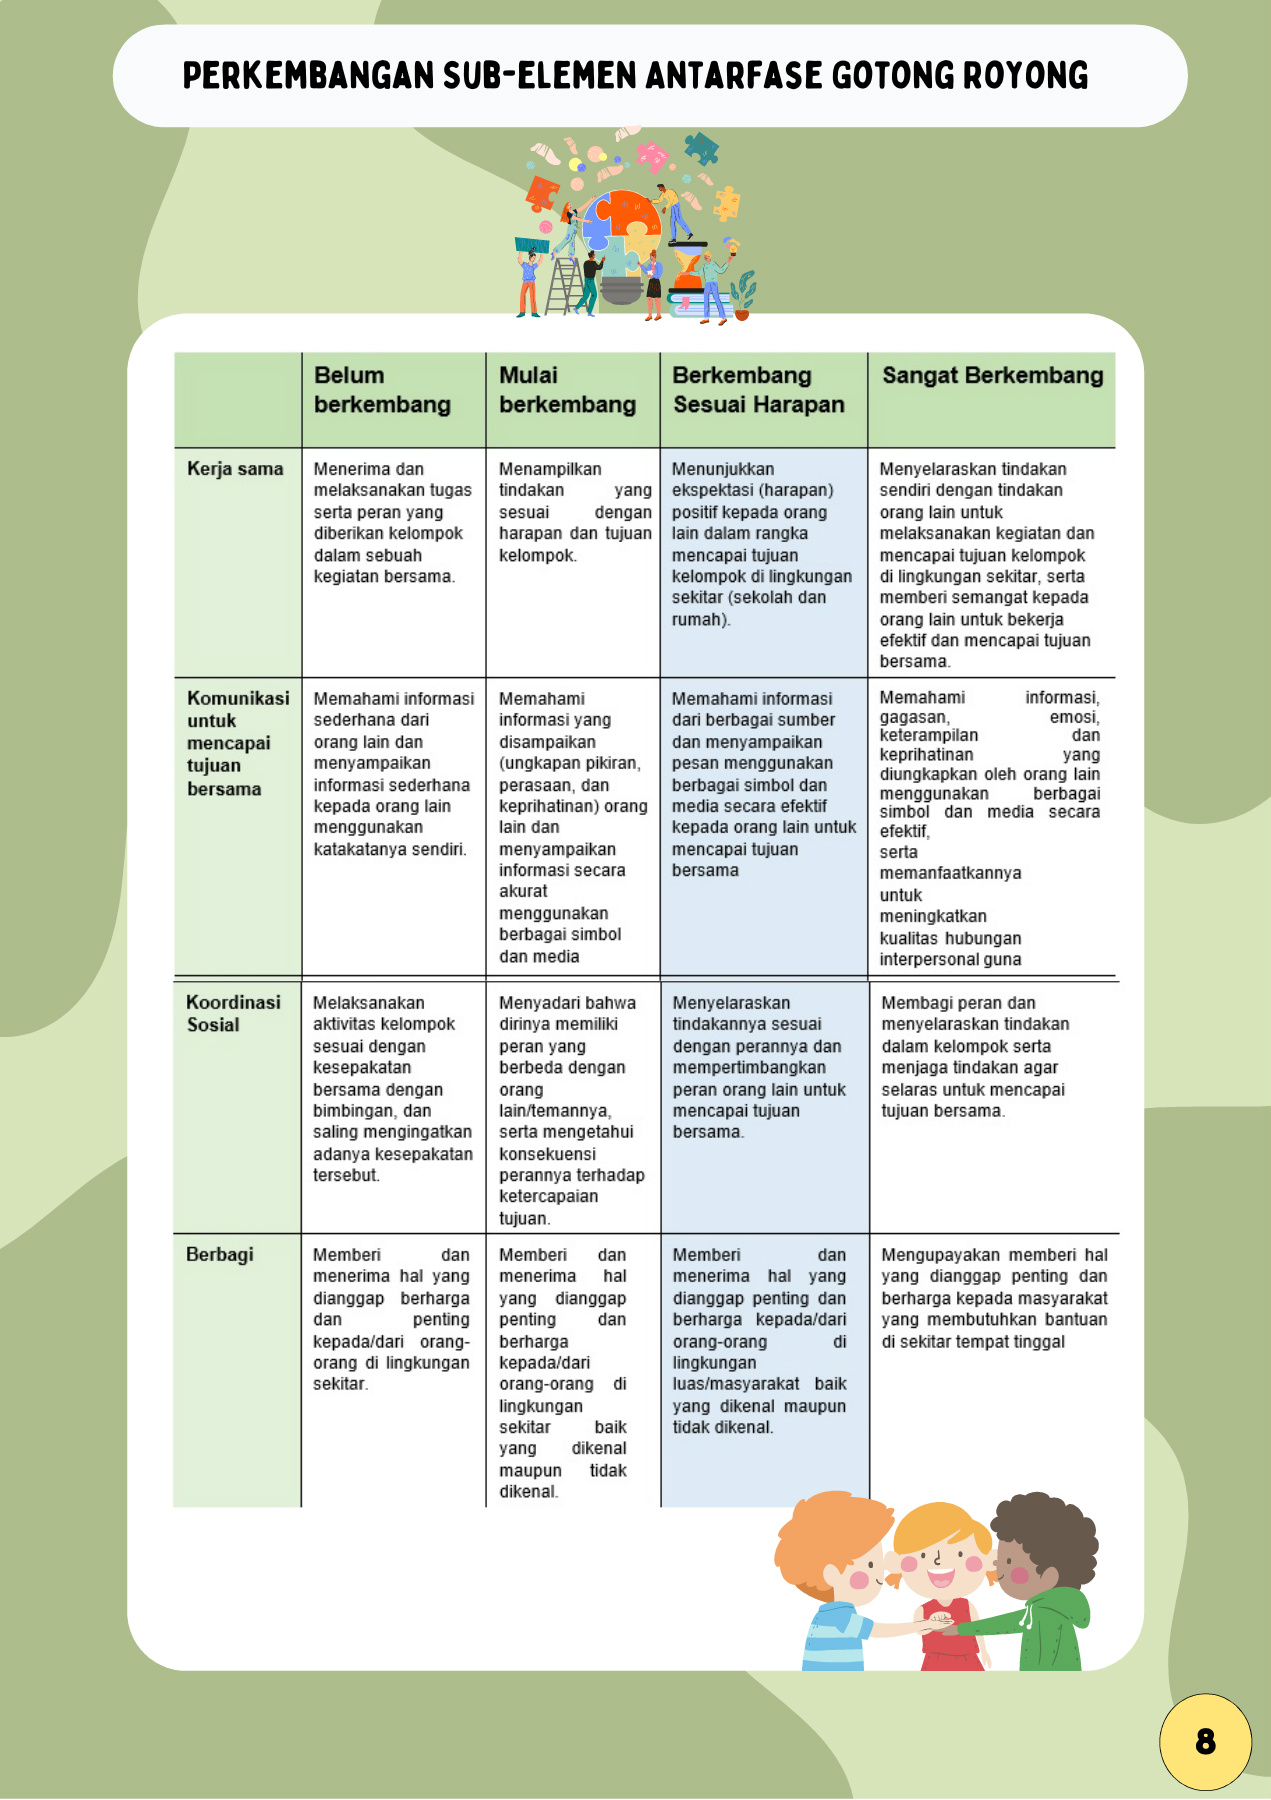 PERKEMBANGAN SUB-ELEMEN ANTARFASE GOTONG ROYONG
Belum
berkembang
Mulai
berkembang
Berkembang
Sesuai Harapan
Sangat Berkembang
Kerja sama
Menerima dan
melaksanakan tugas
serta peran yang
diberikan kelompok
dalam sebuah
kegiatan bersama.
Menampilkan
tindakan yang
sesuai dengan
harapan dan tujuan
kelompok.
Menunjukkan
ekspektasi (harapan)
positif kepada orang
lain dalam rangka
mencapai tujuan
kelompok di lingkungan
sekitar (sekolah dan
rumah).
Menyelaraskan tindakan
sendiri dengan tindakan
orang lain untuk
melaksanakan kegiatan dan
mencapai tujuan kelompok
di lingkungan sekitar, serta
memberi semangat kepada
orang lain untuk bekerja
efektif dan mencapai tujuan
bersama.
Komunikasi
untuk
mencapai
tujuan
bersama
Memahami informasi
sederhana dari
orang lain dan
menyampaikan
informasi sederhana
kepada orang lain
menggunakan
katakatanya sendiri.
Memahami
informasi yang
disampaikan
(ungkapan pikiran,
perasaan, dan
keprihatinan) orang
lain dan
menyampaikan
informasi secara
akurat
menggunakan
berbagai simbol
dan media
Memahami informasi
dari berbagai sumber
dan menyampaikan
pesan menggunakan
berbagai simbol dan
media secara efektif
kepada orang lain untuk
mencapai tujuan
bersama
Memahami informasi,
gagasan, emosi,
keterampilan dan
keprihatinan yang
diungkapkan oleh orang lain
menggunakan berbagai
simbol dan media secara
efektif,
serta
memanfaatkannya
untuk
meningkatkan
kualitas hubungan
interpersonal guna
Koordinasi
Sosial
Melaksanakan
aktivitas kelompok
sesuai dengan
kesepakatan
bersama dengan
bimbingan, dan
saling mengingatkan
adanya kesepakatan
tersebut.
Menyadari bahwa
dirinya memiliki
peran yang
berbeda dengan
orang
lain/temannya,
serta mengetahui
konsekuensi
perannya terhadap
ketercapaian
tujuan.
Menyelaraskan
tindakannya sesuai
dengan perannya dan
mempertimbangkan
peran orang lain untuk
mencapai tujuan
bersama.
Membagi peran dan
menyelaraskan tindakan
dalam kelompok serta
menjaga tindakan agar
selaras untuk mencapai
tujuan bersama.
Berbagi
Memberi dan
menerima hal yang
dianggap berharga
dan penting
kepada/dari orang-
orang di lingkungan
sekitar.
Memberi dan
menerima hal
yang dianggap
penting dan
berharga
kepada/dari
orang-orang di
lingkungan
sekitar baik
yang dikenal
maupun tidak
dikenal.
Memberi dan
menerima hal yang
dianggap penting dan
berharga kepada/dari
orang-orang di
lingkungan
luas/masyarakat baik
yang dikenal maupun
tidak dikenal.
Mengupayakan memberi hal
yang dianggap penting dan
berharga kepada masyarakat
yang membutuhkan bantuan
di sekitar tempat tinggal
8